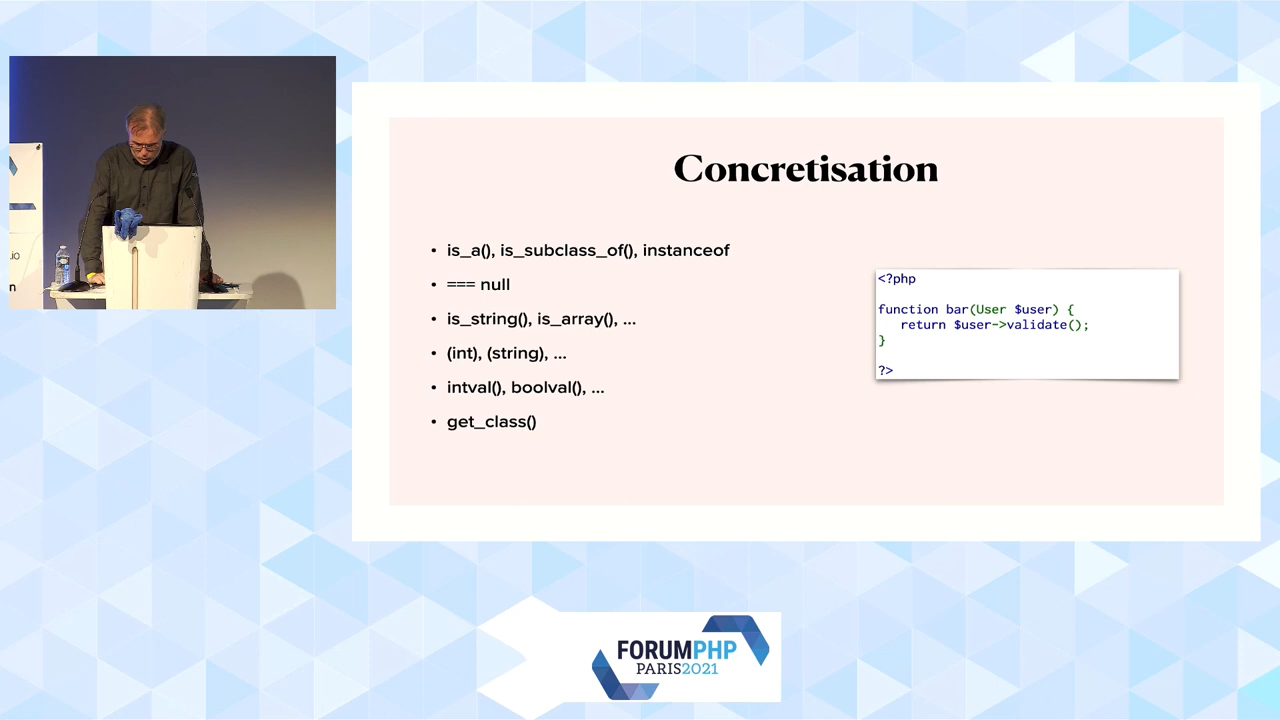 Concretisation
• is_a(), is_subclass_of(), instanceof
• === null
• is_string(), is_array(), ...
• (int), (string), ...
• intval(), boolval(), ...
• get_class()
<?php
function bar(User $user) {
return $user->validate();
}
?>
.io
n
FORUMPHP
PARIS2021